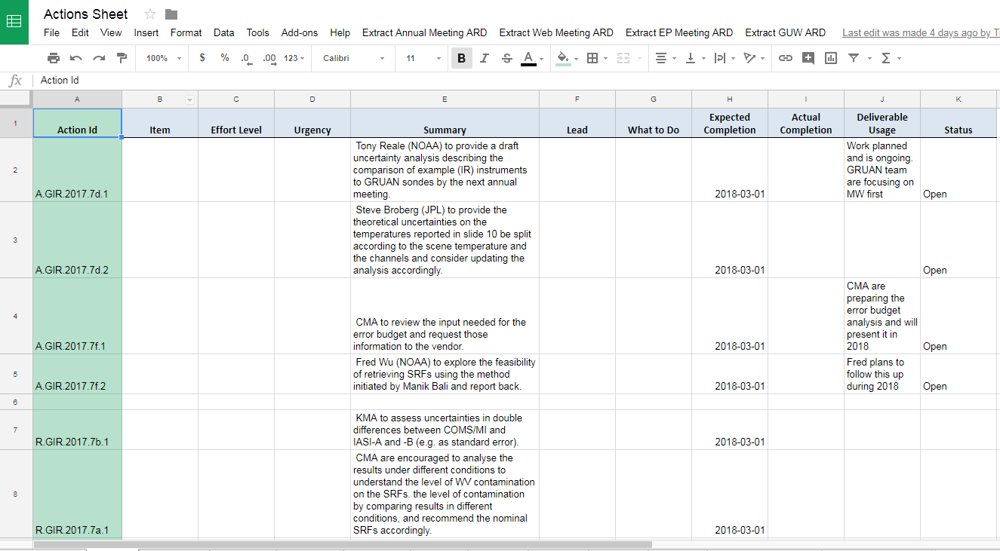 Actions Sheet
File Edit View Insert Format Data Tools Add-ons Help Extract Annual Meeting ARD Extract Web Meeting ARD Extract EP Meeting ARD Extract GUW ARD Last edit was made 4 days ago by T
100% $ % .0 .00 123 Calibri 11 B I S A
fx Action Id
A B C D E F G H I J K
1
Action Id
Item
Effort Level
Urgency
Summary
Lead
What to Do
Expected
Completion
Actual
Completion
Deliverable
Usage
Status
2
A.GIR.2017.7d.1
Tony Reale (NOAA) to provide a draft
uncertainty analysis describing the
comparison of example (IR) instruments
to GRUAN sondes by the next annual
meeting.
2018-03-01
Work planned
and is ongoing.
GRUAN team
are focusing on
MW first
Open
3
A.GIR.2017.7d.2
Steve Broberg (JPL) to provide the
theoretical uncertainties on the
temperatures reported in slide 10 be split
according to the scene temperature and
the channels and consider updating the
analysis accordingly.
2018-03-01
Open
4
A.GIR.2017.7f.1
CMA to review the input needed for the
error budget and request those
information to the vendor.
2018-03-01
CMA are
preparing the
error budget
analysis and will
present it in
2018
Open
5
A.GIR.2017.7f.2
Fred Wu (NOAA) to explore the feasibility
of retrieving SRFs using the method
initiated by Manik Bali and report back.
2018-03-01
Fred plans to
follow this up
during 2018
Open
6
7
R.GIR.2017.7b.1
KMA to assess uncertainties in double
differences between COMS/MI and
IASI-A and -B (e.g. as standard error).
2018-03-01
8
R.GIR.2017.7a.1
CMA are encouraged to analyse the
results under different conditions to
understand the level of WV contamination
on the SRFs. the level of contamination
by comparing results in different
conditions, and recommend the nominal
SRFs accordingly.
2018-03-01